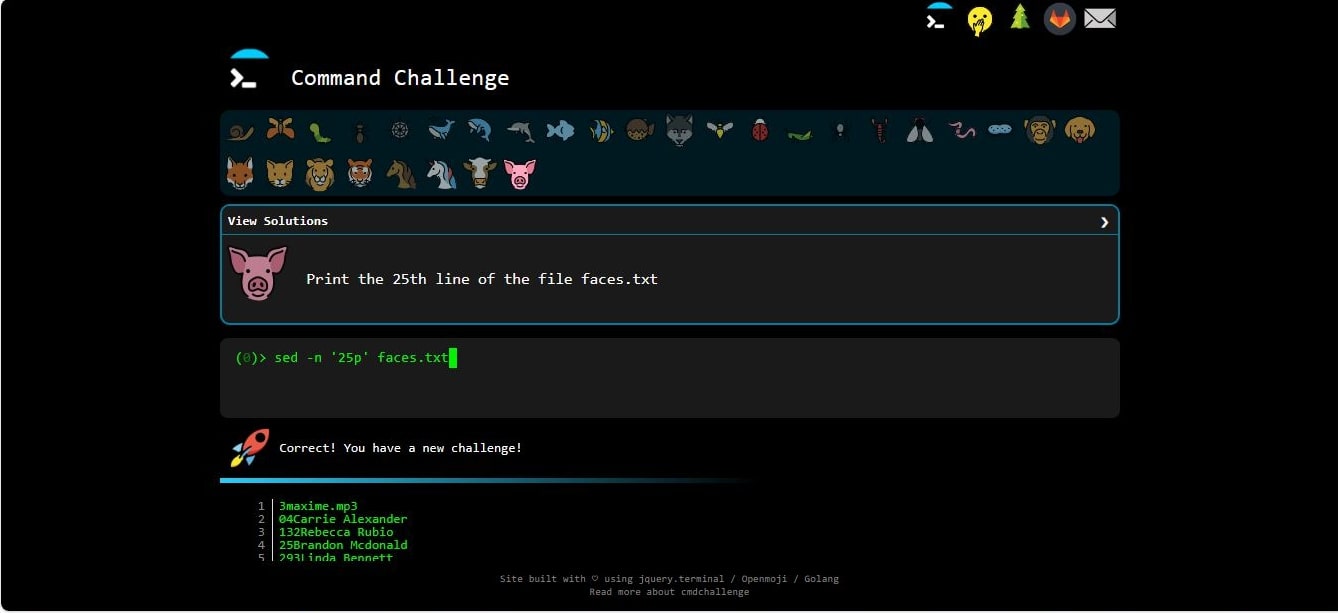 Command Challenge
View Solutions
Print the 25th line of the file faces.txt
(0)> sed -n '25p' faces.txt
Correct! You have a new challenge!
1 3maxime.mp3
2 04Carrie Alexander
3 132Rebecca Rubio
4 25Brandon Mcdonald
5 293Linda Bennett
Site built with ♡ using jquery.terminal / Openmoji / Golang
Read more about cmdchallenge